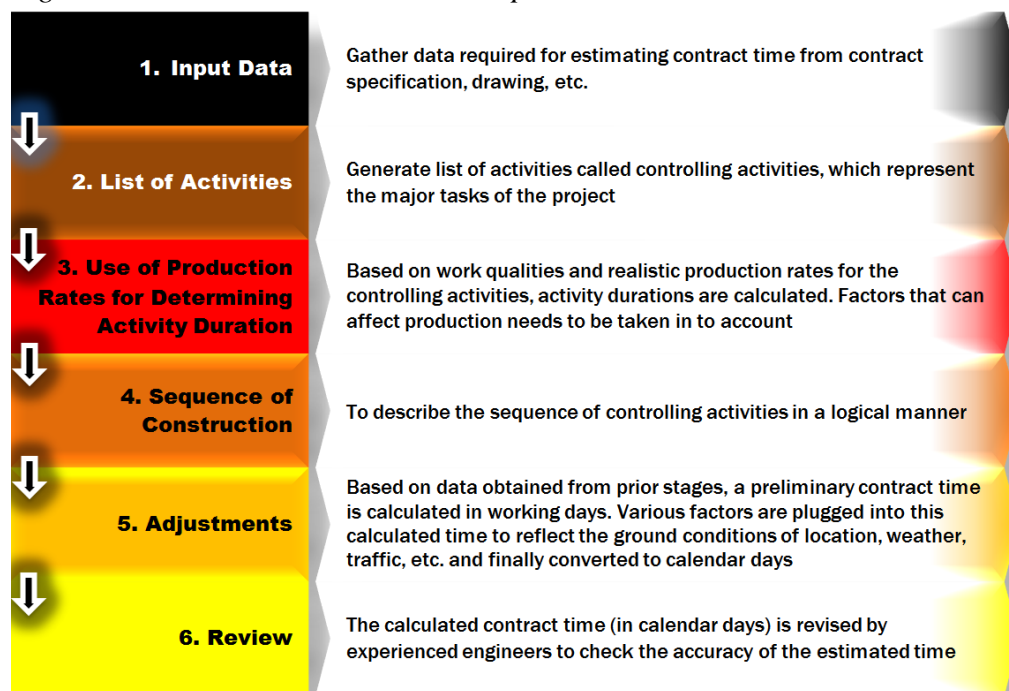 1. Input Data
Gather data required for estimating contract time from contract
specification, drawing, etc.
2. List of Activities
Generate list of activities called controlling activities, which represent
the major tasks of the project
3. Use of Production
Rates for Determining
Activity Duration
Based on work qualities and realistic production rates for the
controlling activities, activity durations are calculated. Factors that can
affect production needs to be taken in to account
4. Sequence of
Construction
To describe the sequence of controlling activities in a logical manner
5. Adjustments
Based on data obtained from prior stages, a preliminary contract time
is calculated in working days. Various factors are plugged into this
calculated time to reflect the ground conditions of location, weather,
traffic, etc. and finally converted to calendar days
6. Review
The calculated contract time (in calendar days) is revised by
experienced engineers to check the accuracy of the estimated time